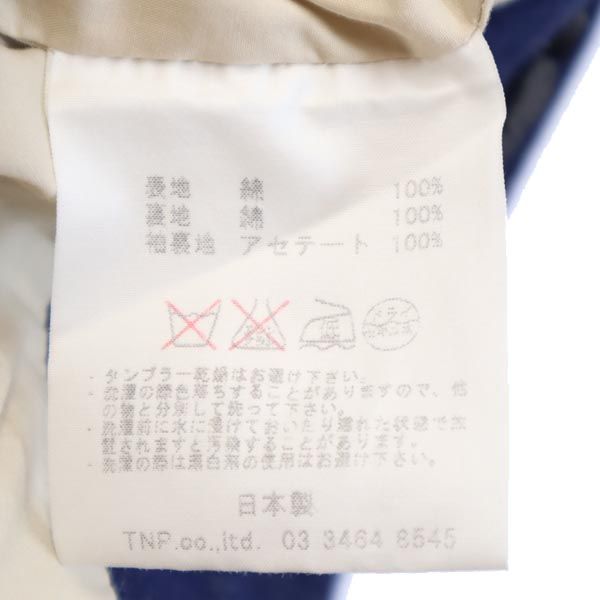 表地 綿 100%
裏地 綿 100%
袖裏地 アセテート 100%
低
ドライ
・タンブラー乾燥はお避け下さい。
・洗濯の際色落ちすることがありますので、他
の物と分別して洗って下さい。
・洗濯前に水に漬けておいたり濡れた状態で放
置されますと汚染することがあります。
・洗濯の際は漂白剤の使用はお避け下さい。
日本製
TNP.co.,ltd. 03 3464 8545